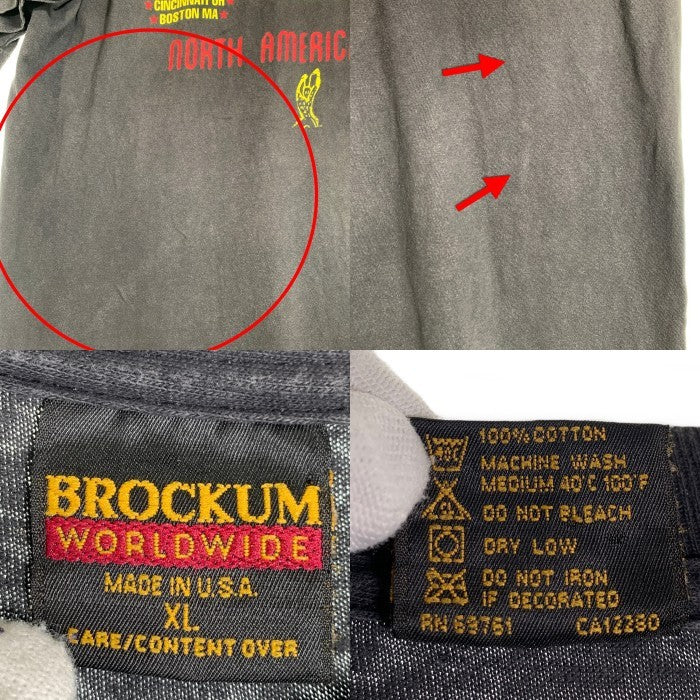 CINCINNATI OH
★ BOSTON MA ★
NORTH AMERIC
BROCKUM
WORLDWIDE
MADE IN U.S.A.
XL
CARE/CONTENT OVER
100% COTTON
MACHINE WASH
MEDIUM 40°C 100°F
DO NOT BLEACH
DRY LOW
DO NOT IRON
IF DECORATED
RN 69761 CA12280